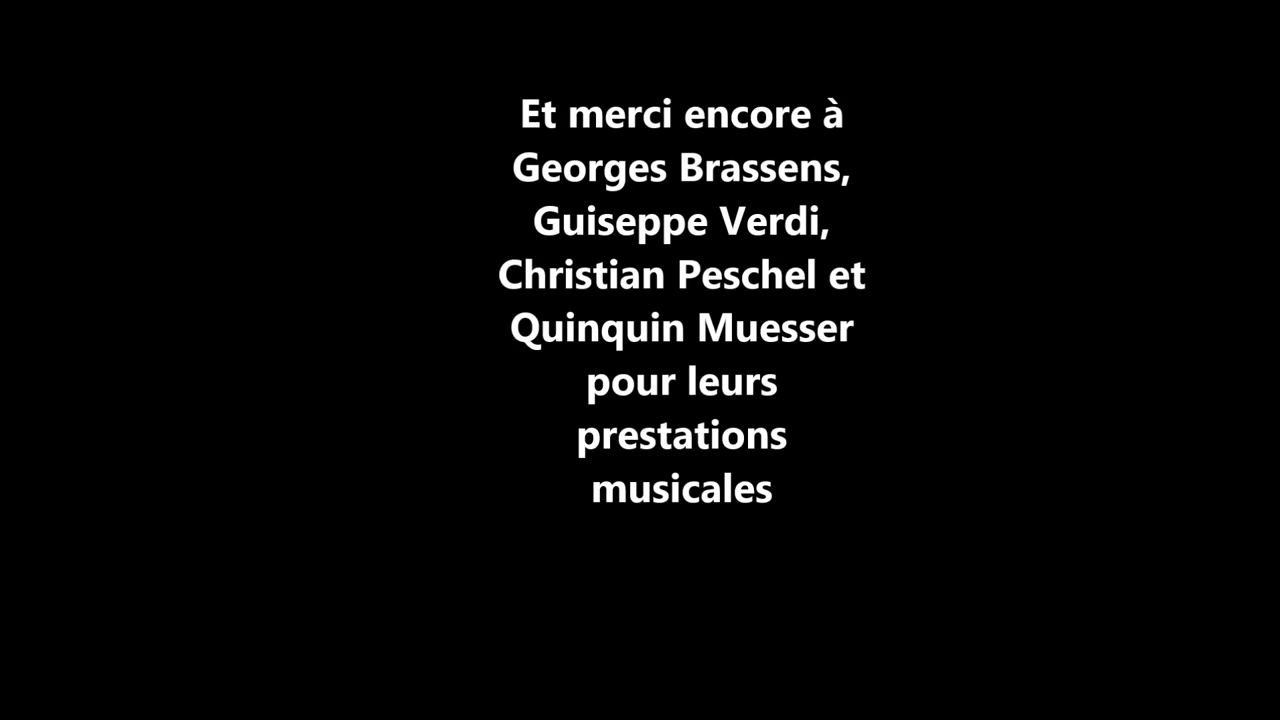 Et merci encore à
Georges Brassens,
Guiseppe Verdi,
Christian Peschel et
Quinquin Muesser
pour leurs
prestations
musicales